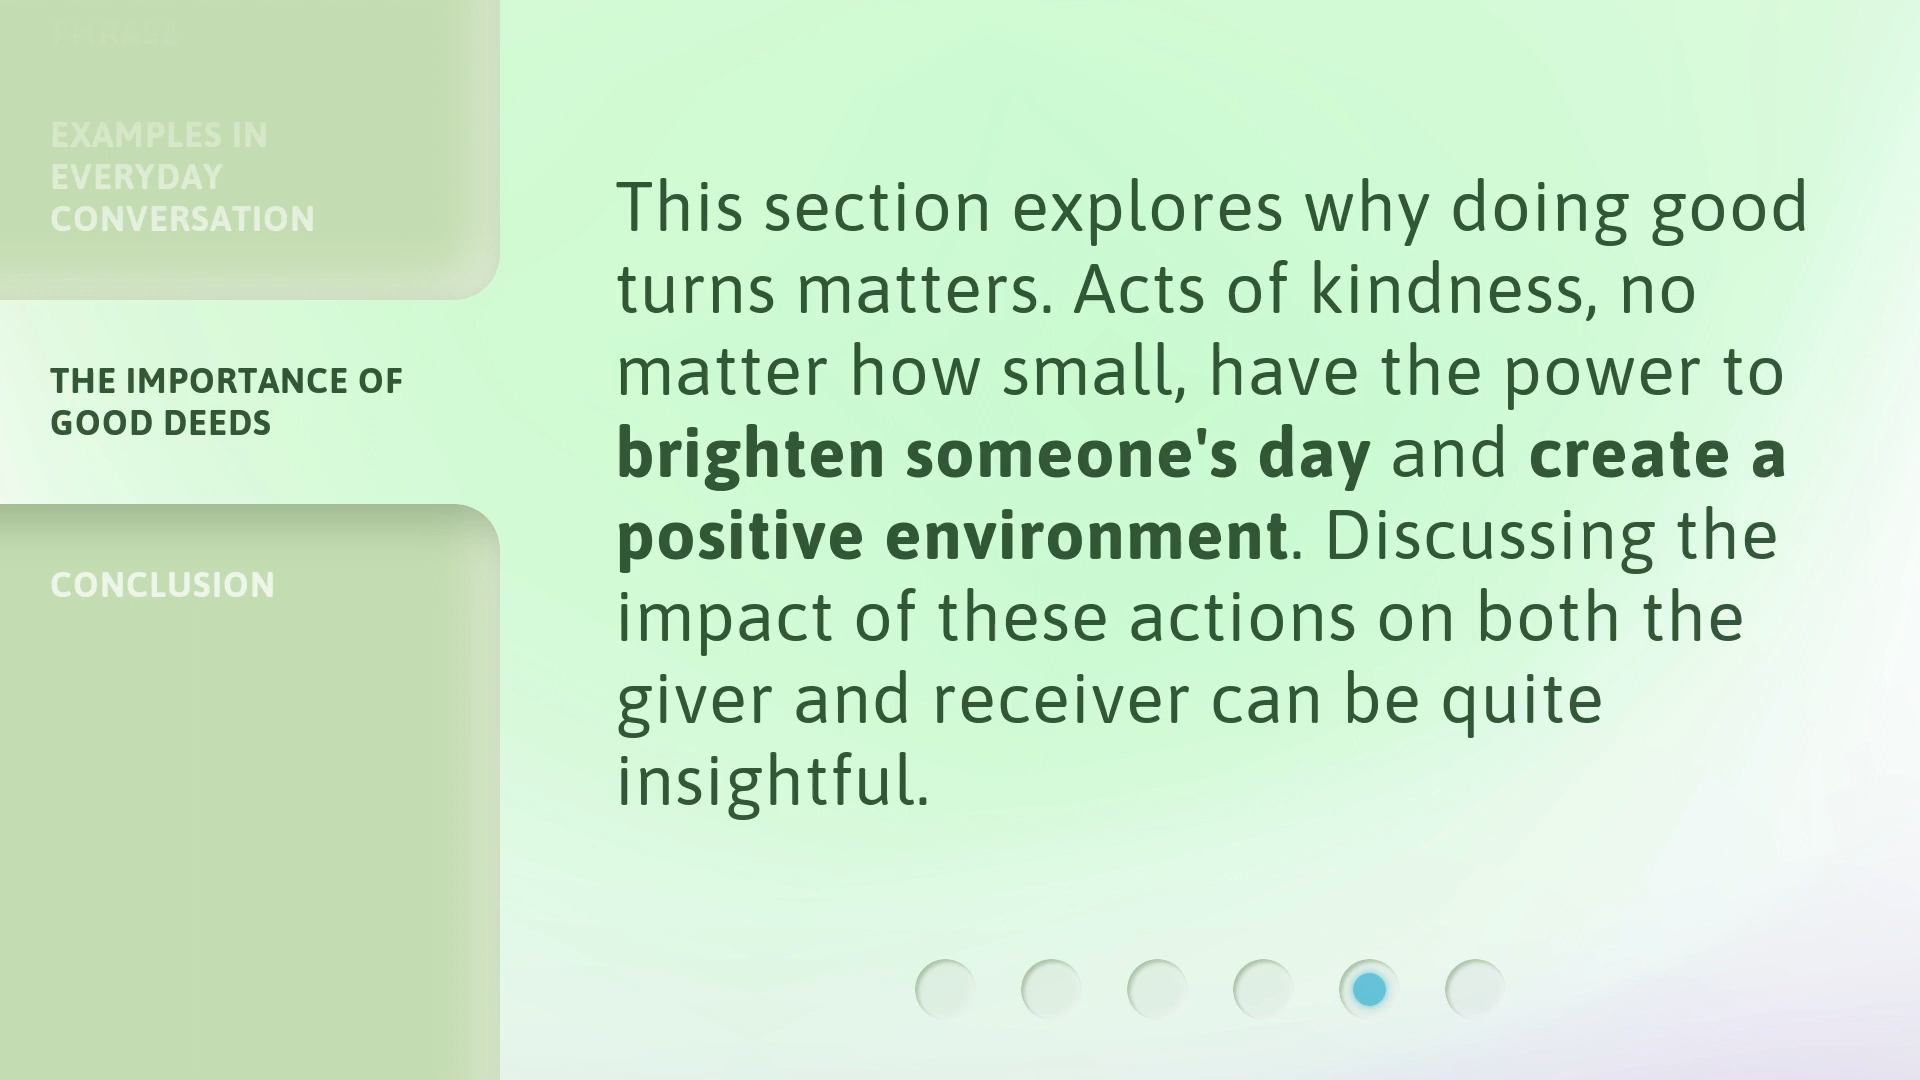 PHRASE
EXAMPLES IN
EVERYDAY
CONVERSATION
THE IMPORTANCE OF
GOOD DEEDS
CONCLUSION
This section explores why doing good
turns matters. Acts of kindness, no
matter how small, have the power to
brighten someone's day and create a
positive environment. Discussing the
impact of these actions on both the
giver and receiver can be quite
insightful.